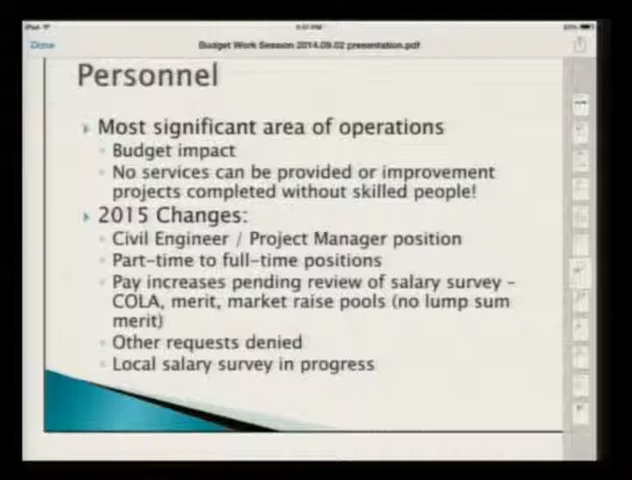 Done
Budget Work Session 2014.09.02 presentation.pdf
Personnel
Most significant area of operations
Budget impact
No services can be provided or improvement
projects completed without skilled people!
2015 Changes:
Civil Engineer / Project Manager position
Part-time to full-time positions
Pay increases pending review of salary survey –
COLA, merit, market raise pools (no lump sum
merit)
Other requests denied
Local salary survey in progress